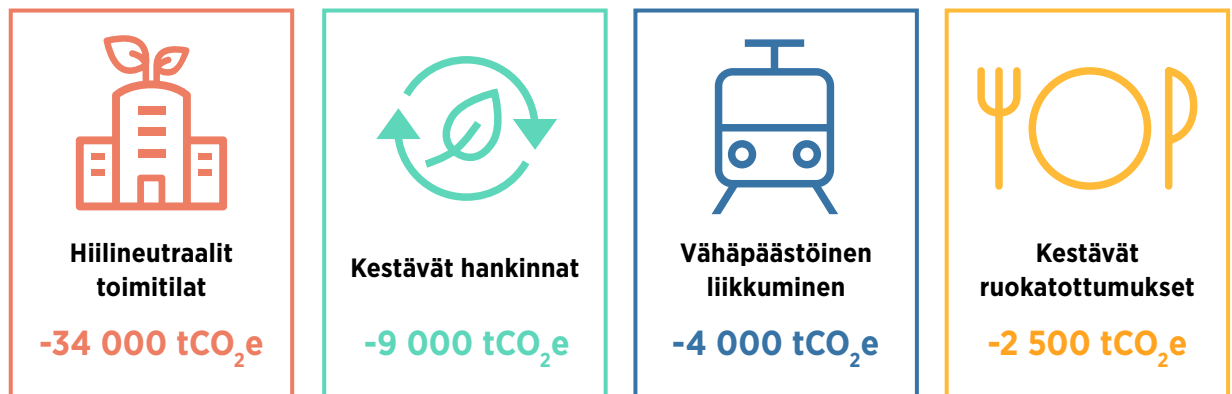 Hiilineutraalit
toimitilat
-34 000 tCO₂e
Kestävät hankinnat
-9 000 tCO₂e
Vähäpäästöinen
liikkuminen
-4 000 tCO₂e
Kestävät
ruokatottumukset
-2 500 tCO₂e